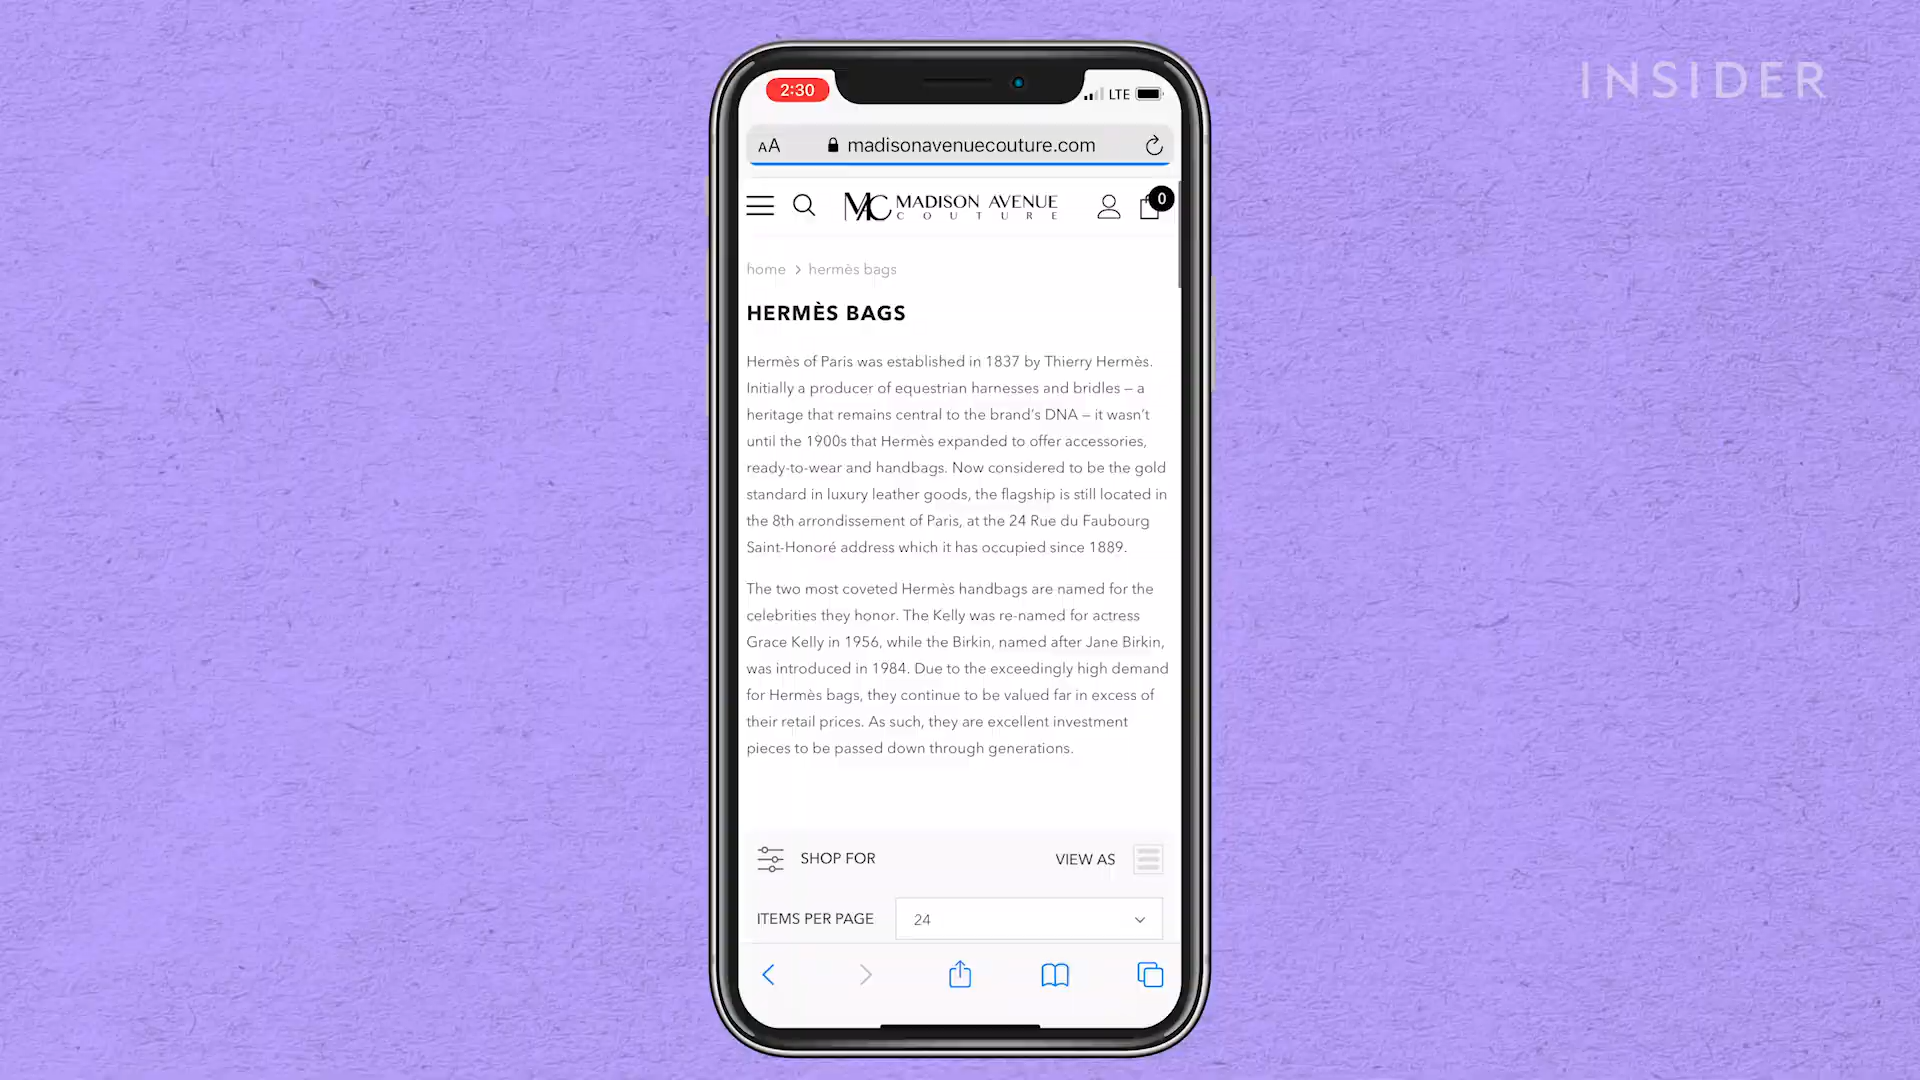 INSIDER
2:30
LTE
AA
madisonavenuecouture.com
MC MADISON AVENUE
COUTURE
0
home > hermès bags
HERMÈS BAGS
Hermès of Paris was established in 1837 by Thierry Hermès.
Initially a producer of equestrian harnesses and bridles – a
heritage that remains central to the brand's DNA – it wasn't
until the 1900s that Hermès expanded to offer accessories,
ready-to-wear and handbags. Now considered to be the gold
standard in luxury leather goods, the flagship is still located in
the 8th arrondissement of Paris, at the 24 Rue du Faubourg
Saint-Honoré address which it has occupied since 1889.
The two most coveted Hermès handbags are named for the
celebrities they honor. The Kelly was re-named for actress
Grace Kelly in 1956, while the Birkin, named after Jane Birkin,
was introduced in 1984. Due to the exceedingly high demand
for Hermès bags, they continue to be valued far in excess of
their retail prices. As such, they are excellent investment
pieces to be passed down through generations.
SHOP FOR
VIEW AS
ITEMS PER PAGE
24